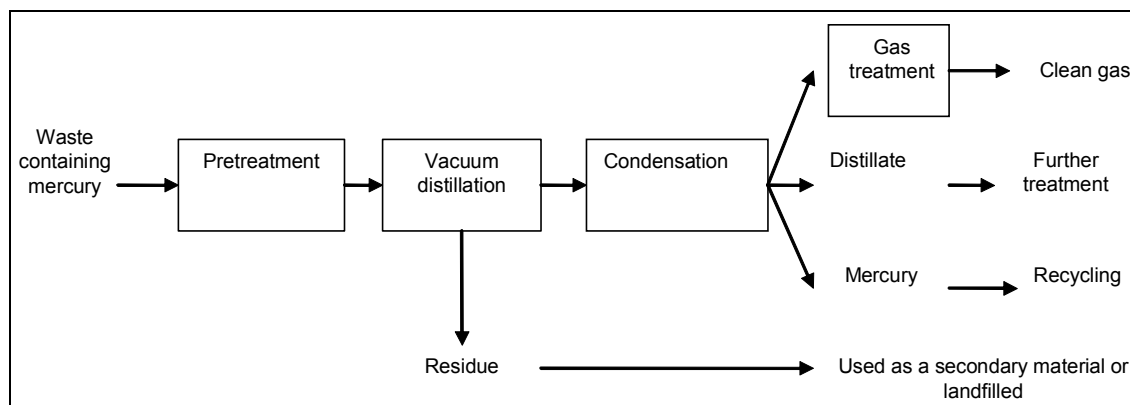 Gas
treatment
Clean gas
Waste
containing
mercury
Pretreatment
Vacuum
distillation
Condensation
Distillate
Further
treatment
Mercury
Recycling
Residue
Used as a secondary material or
landfilled